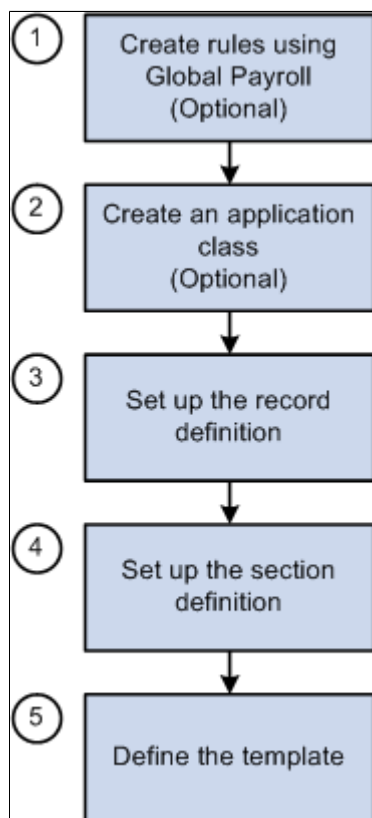 1
Create rules using
Global Payroll
(Optional)
2
Create an application
class
(Optional)
3
Set up the record
definition
4
Set up the section
definition
5
Define the template